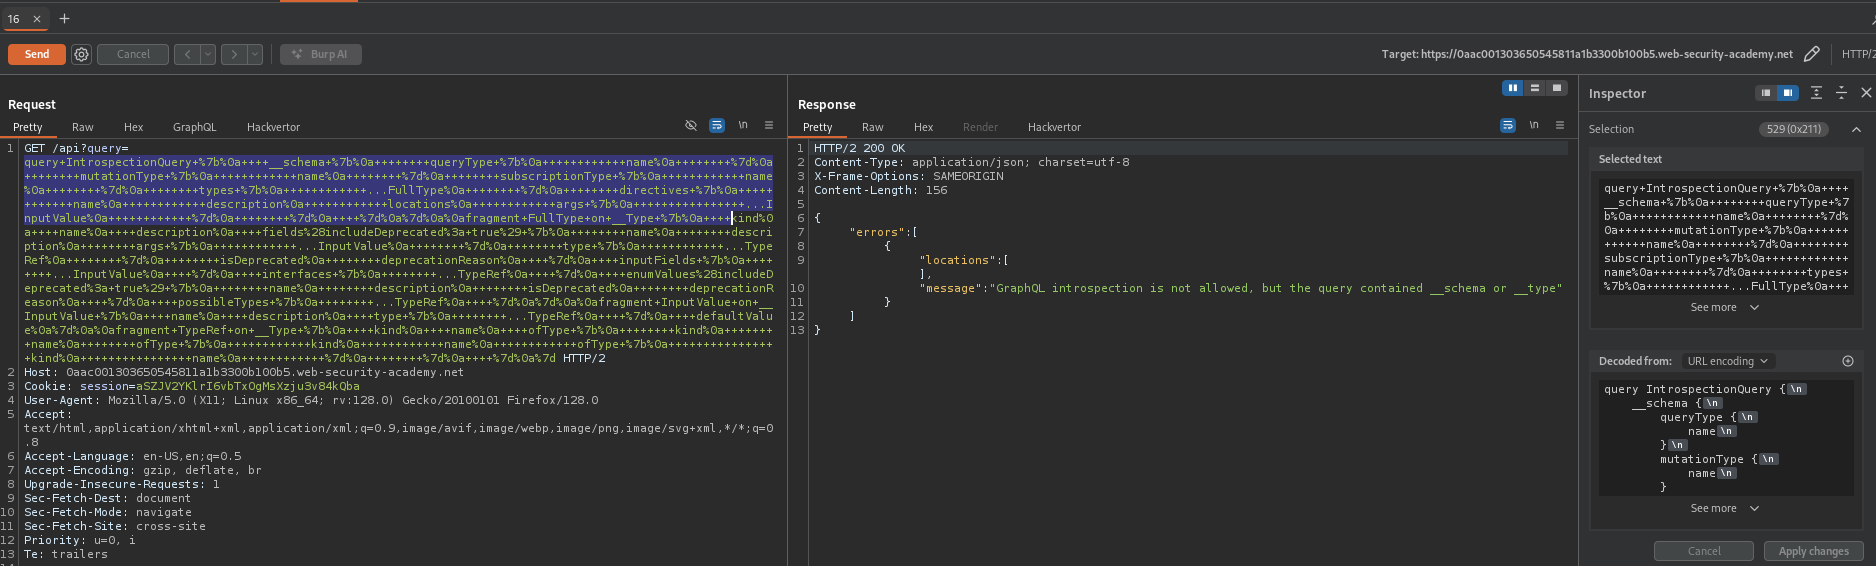 16 × +
Send Cancel < > Burp AI Target: https://0aac001303650545811a1b3300b100b5.web-security-academy.net HTTP/2
Request
Pretty Raw Hex GraphQL Hackvertor \n
1 GET /api?query=
query+IntrospectionQuery+%7b%0a++++__schema+%7b%0a++++++++queryType+%7b%0a++++++++++++name%0a++++++++%7d%0a
++++++++mutationType+%7b%0a++++++++++++name%0a++++++++%7d%0a++++++++subscriptionType+%7b%0a++++++++++++name
%0a++++++++%7d%0a++++++++types+%7b%0a++++++++++++...FullType%0a++++++++%7d%0a++++++++directives+%7b%0a+++++
+++++++name%0a++++++++++++description%0a++++++++++++locations%0a++++++++++++args+%7b%0a++++++++++++++++...I
nputValue%0a++++++++++++%7d%0a++++++++%7d%0a++++%7d%0a%7d%0a%0afragment+FullType+on+__Type+%7b%0a++++kind%0
a++++name%0a++++description%0a++++fields%28includeDeprecated%3a+true%29+%7b%0a++++++++name%0a++++++++descri
ption%0a++++++++args+%7b%0a++++++++++++...InputValue%0a++++++++%7d%0a++++++++type+%7b%0a++++++++++++...Type
Ref%0a++++++++%7d%0a++++++++isDeprecated%0a++++++++deprecationReason%0a++++%7d%0a++++inputFields+%7b%0a++++
++++...InputValue%0a++++%7d%0a++++interfaces+%7b%0a++++++++...TypeRef%0a++++%7d%0a++++enumValues%28includeD
eprecated%3a+true%29+%7b%0a++++++++name%0a++++++++description%0a++++++++isDeprecated%0a++++++++deprecationR
eason%0a++++%7d%0a++++possibleTypes+%7b%0a++++++++...TypeRef%0a++++%7d%0a%7d%0a%0afragment+InputValue+on+__
InputValue+%7b%0a++++name%0a++++description%0a++++type+%7b%0a++++++++...TypeRef%0a++++%7d%0a++++defaultValu
e%0a%7d%0a%0afragment+TypeRef+on+__Type+%7b%0a++++kind%0a++++name%0a++++ofType+%7b%0a++++++++kind%0a+++++++
+name%0a++++++++ofType+%7b%0a++++++++++++kind%0a++++++++++++name%0a++++++++++++ofType+%7b%0a+++++++++++++++
+kind%0a++++++++++++++++name%0a++++++++++++%7d%0a++++++++%7d%0a++++%7d%0a%7d HTTP/2
2 Host: 0aac001303650545811a1b3300b100b5.web-security-academy.net
3 Cookie: session=aSZJV2YKlrI6vbTxOgMsXzju3v84kQba
4 User-Agent: Mozilla/5.0 (X11; Linux x86_64; rv:128.0) Gecko/20100101 Firefox/128.0
5 Accept:
text/html,application/xhtml+xml,application/xml;q=0.9,image/avif,image/webp,image/png,image/svg+xml,*/*;q=0
.8
6 Accept-Language: en-US,en;q=0.5
7 Accept-Encoding: gzip, deflate, br
8 Upgrade-Insecure-Requests: 1
9 Sec-Fetch-Dest: document
10 Sec-Fetch-Mode: navigate
11 Sec-Fetch-Site: cross-site
12 Priority: u=0, i
13 Te: trailers
Response
Pretty Raw Hex Render Hackvertor \n
1 HTTP/2 200 OK
2 Content-Type: application/json; charset=utf-8
3 X-Frame-Options: SAMEORIGIN
4 Content-Length: 156
5
6 {
7 "errors":[
8 {
9 "locations":[
],
10 "message":"GraphQL introspection is not allowed, but the query contained __schema or __type"
11 }
12 ]
13 }
Inspector
Selection 529 (0x211)
Selected text
query+IntrospectionQuery+%7b%0a++++
__schema+%7b%0a++++++++queryType+%7
b%0a++++++++++++name%0a++++++++%7d%
0a++++++++mutationType+%7b%0a++++++
++++++name%0a++++++++%7d%0a++++++++
subscriptionType+%7b%0a++++++++++++
name%0a++++++++%7d%0a++++++++types+
%7b%0a++++++++++++...FullType%0a+++
See more
Decoded from: URL encoding
query IntrospectionQuery {\n
__schema {\n
queryType {\n
name\n
}\n
mutationType {\n
name\n
}
See more
Cancel Apply changes